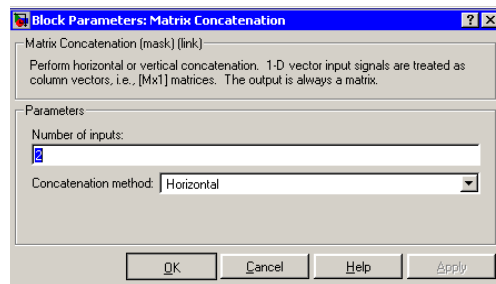 Block Parameters: Matrix Concatenation
Matrix Concatenation (mask) (link)
Perform horizontal or vertical concatenation. 1-D vector input signals are treated as
column vectors, i.e., [Mx1] matrices. The output is always a matrix.
Parameters
Number of inputs:
2
Concatenation method: Horizontal
OK Cancel Help Apply